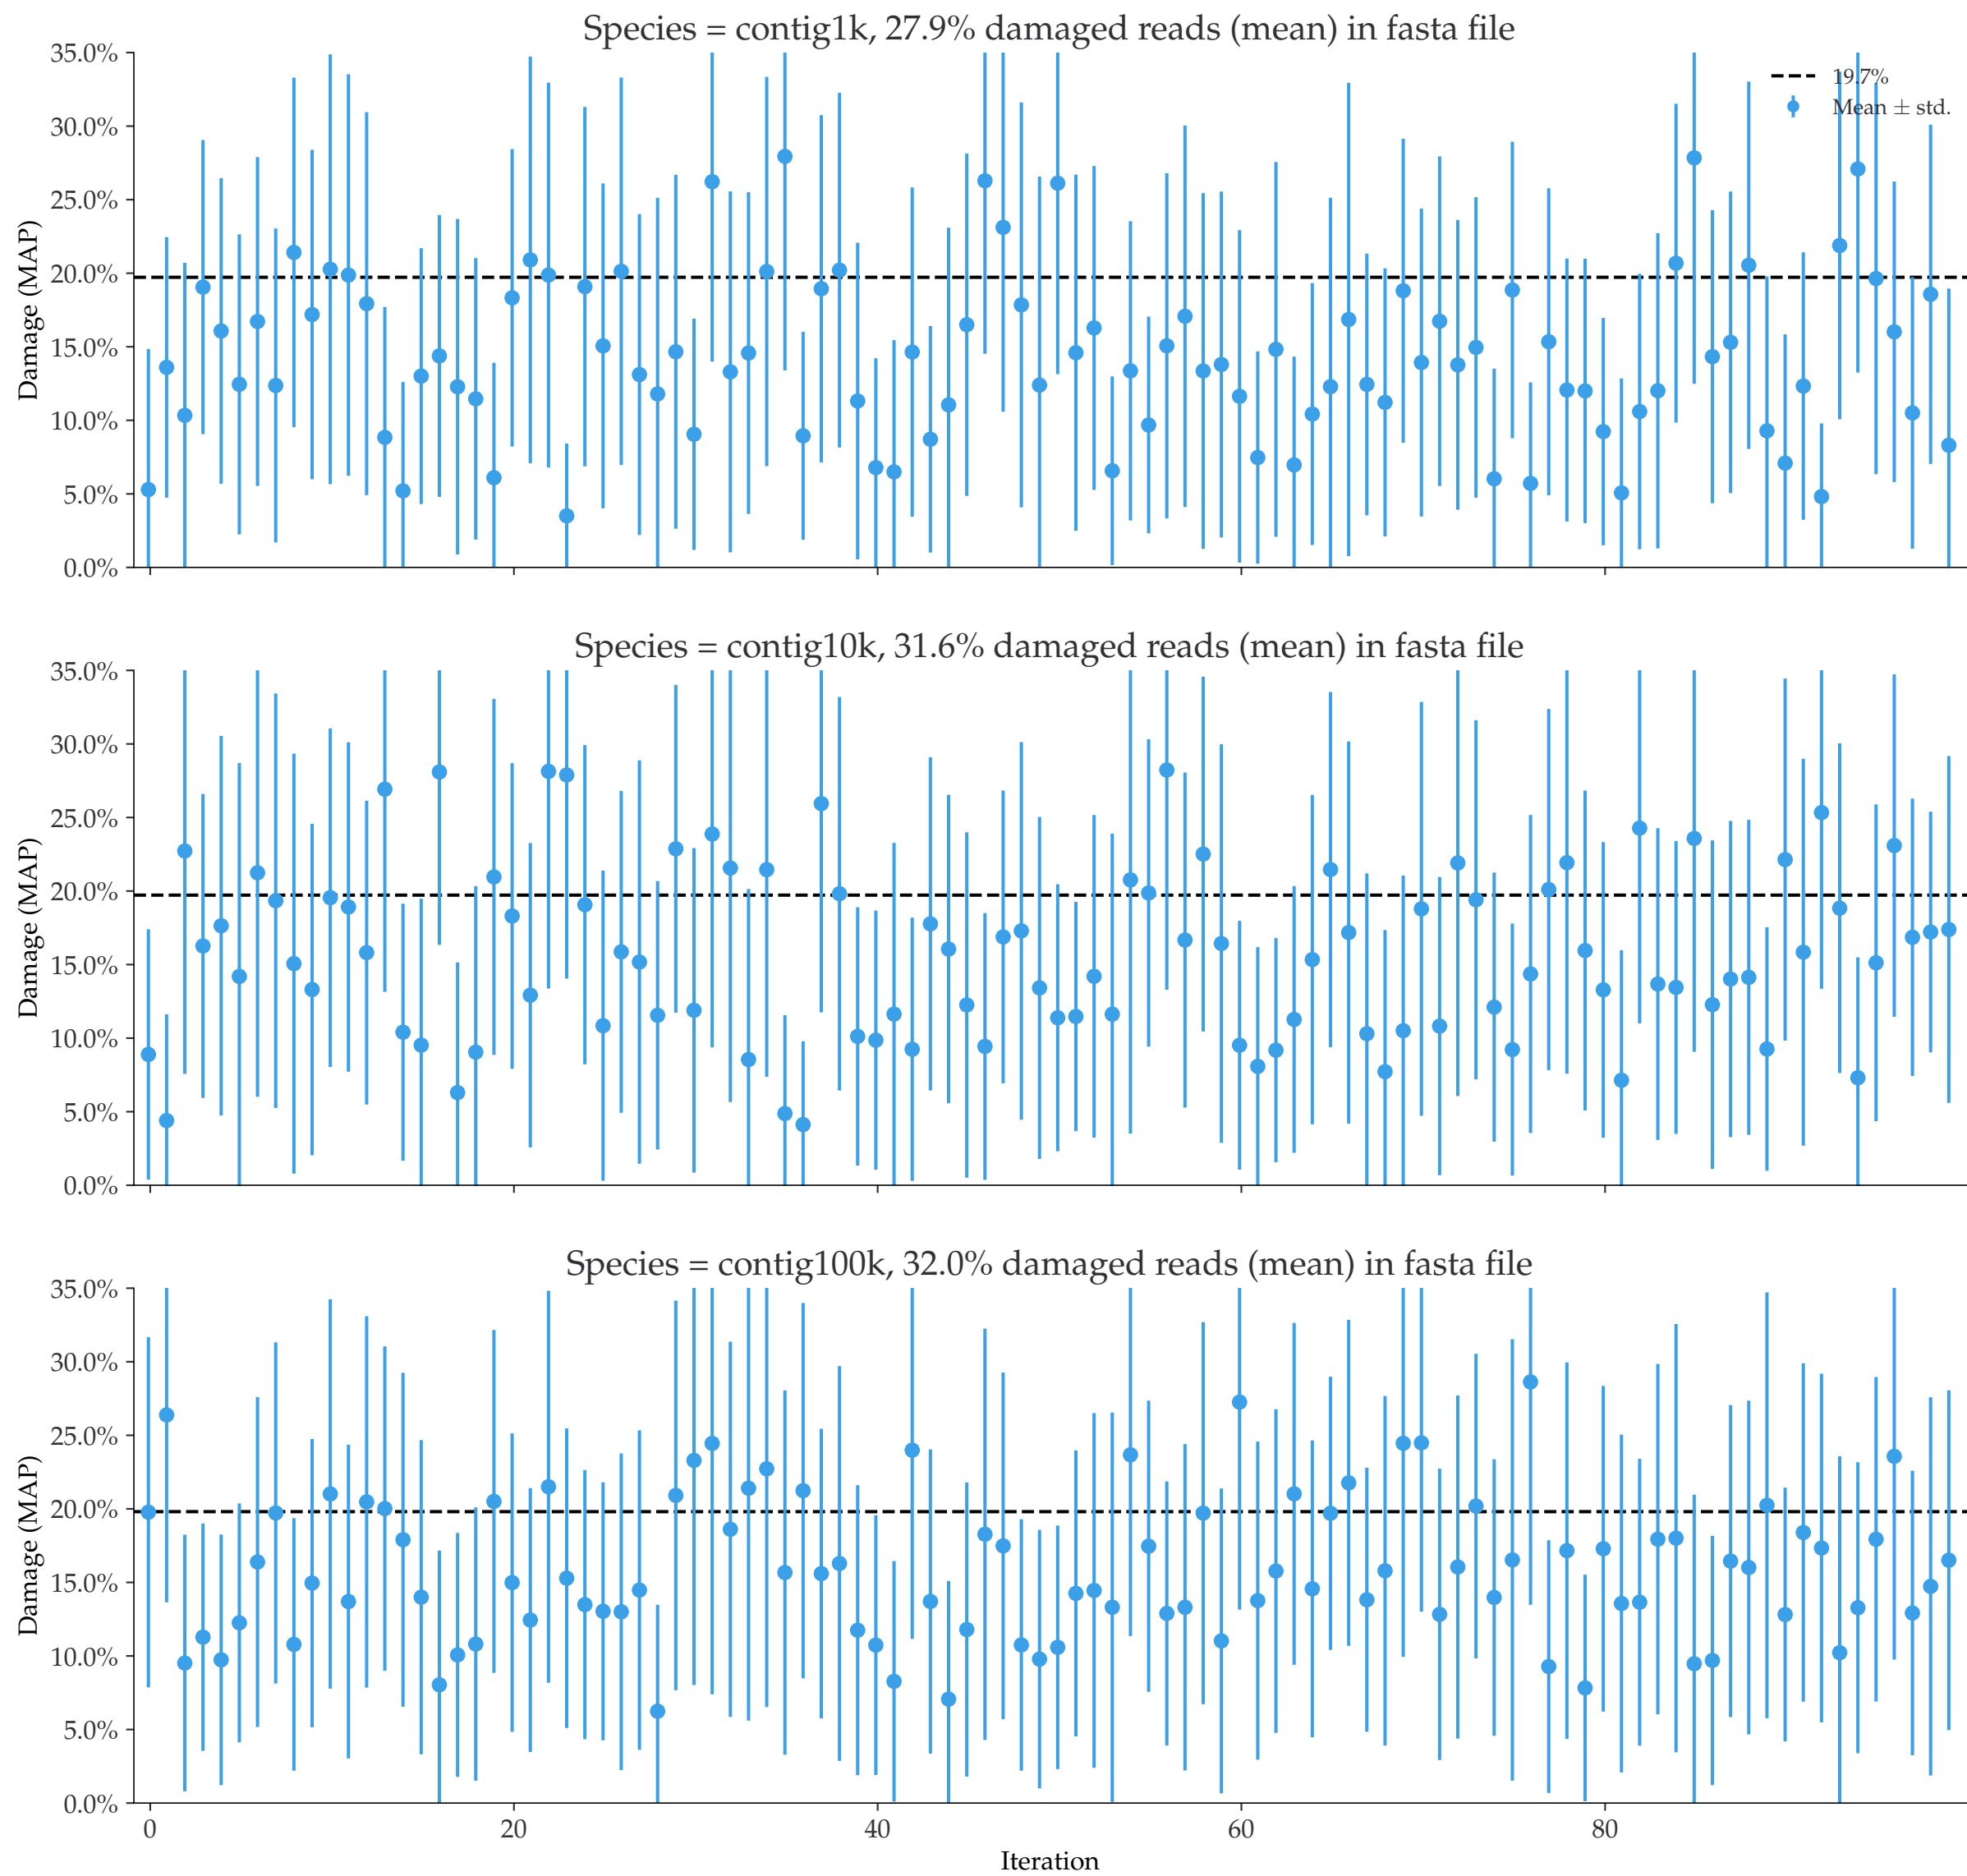 Species = contig1k, 27.9% damaged reads (mean) in fasta file
35.0%
30.0%
25.0%
20.0%
15.0%
10.0%
5.0%
0.0%
Damage (MAP)
19.7%
Mean ± std.
Species = contig10k, 31.6% damaged reads (mean) in fasta file
35.0%
30.0%
25.0%
20.0%
15.0%
10.0%
5.0%
0.0%
Damage (MAP)
Species = contig100k, 32.0% damaged reads (mean) in fasta file
35.0%
30.0%
25.0%
20.0%
15.0%
10.0%
5.0%
0.0%
Damage (MAP)
0 20 40 60 80
Iteration